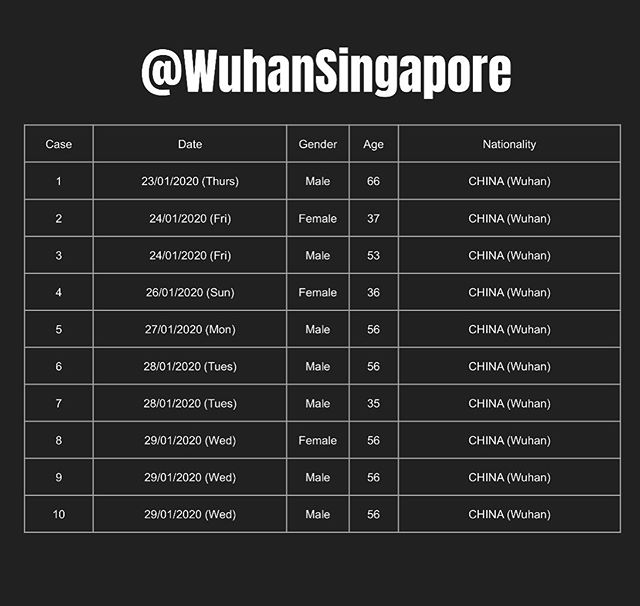 @WuhanSingapore
Case Date Gender Age Nationality
1 23/01/2020 (Thurs) Male 66 CHINA (Wuhan)
2 24/01/2020 (Fri) Female 37 CHINA (Wuhan)
3 24/01/2020 (Fri) Male 53 CHINA (Wuhan)
4 26/01/2020 (Sun) Female 36 CHINA (Wuhan)
5 27/01/2020 (Mon) Male 56 CHINA (Wuhan)
6 28/01/2020 (Tues) Male 56 CHINA (Wuhan)
7 28/01/2020 (Tues) Male 35 CHINA (Wuhan)
8 29/01/2020 (Wed) Female 56 CHINA (Wuhan)
9 29/01/2020 (Wed) Male 56 CHINA (Wuhan)
10 29/01/2020 (Wed) Male 56 CHINA (Wuhan)